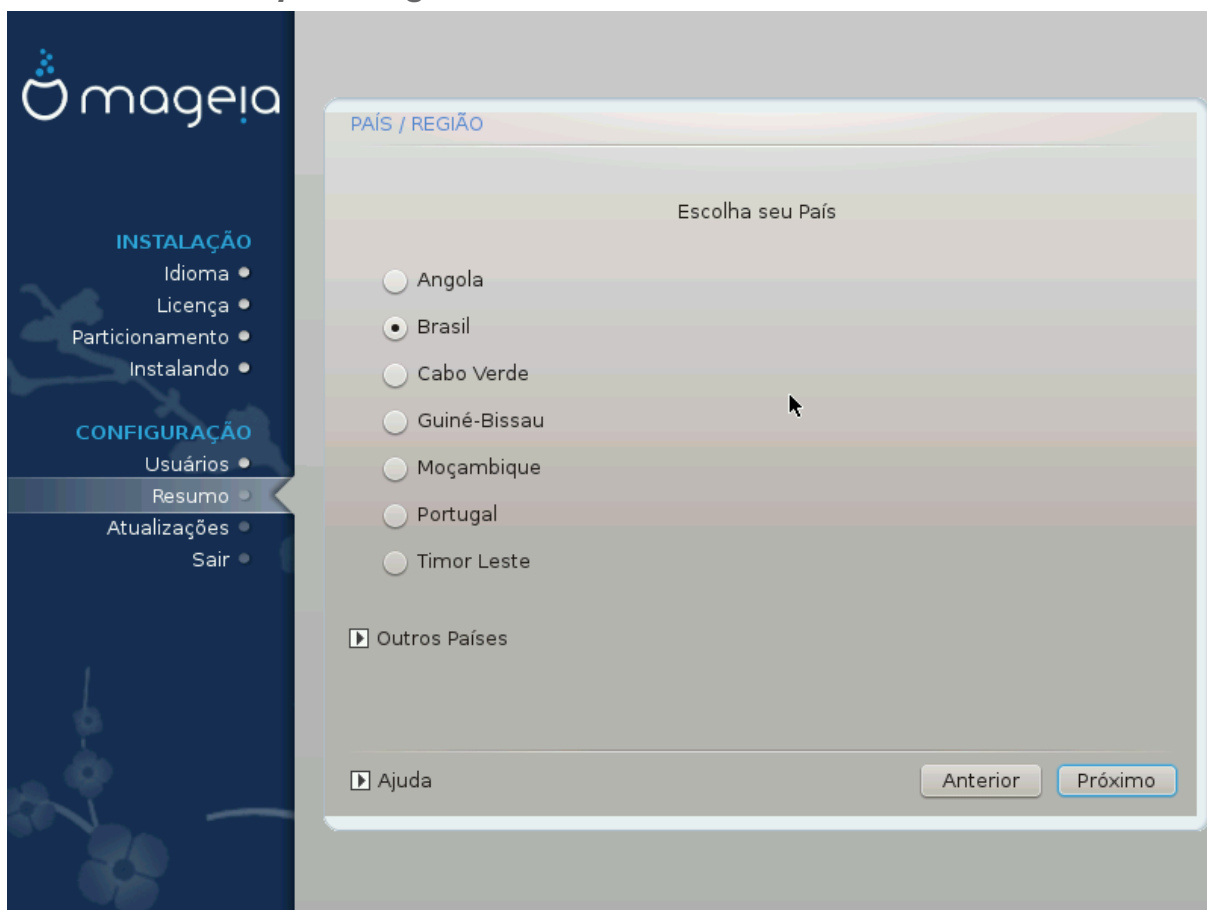 mageia
INSTALAÇÃO
Idioma
Licença
Particionamento
Instalando
CONFIGURAÇÃO
Usuários
Resumo
Atualizações
Sair
PAÍS / REGIÃO
Escolha seu País
Angola
Brasil
Cabo Verde
Guiné-Bissau
Moçambique
Portugal
Timor Leste
Outros Países
Ajuda
Anterior
Próximo